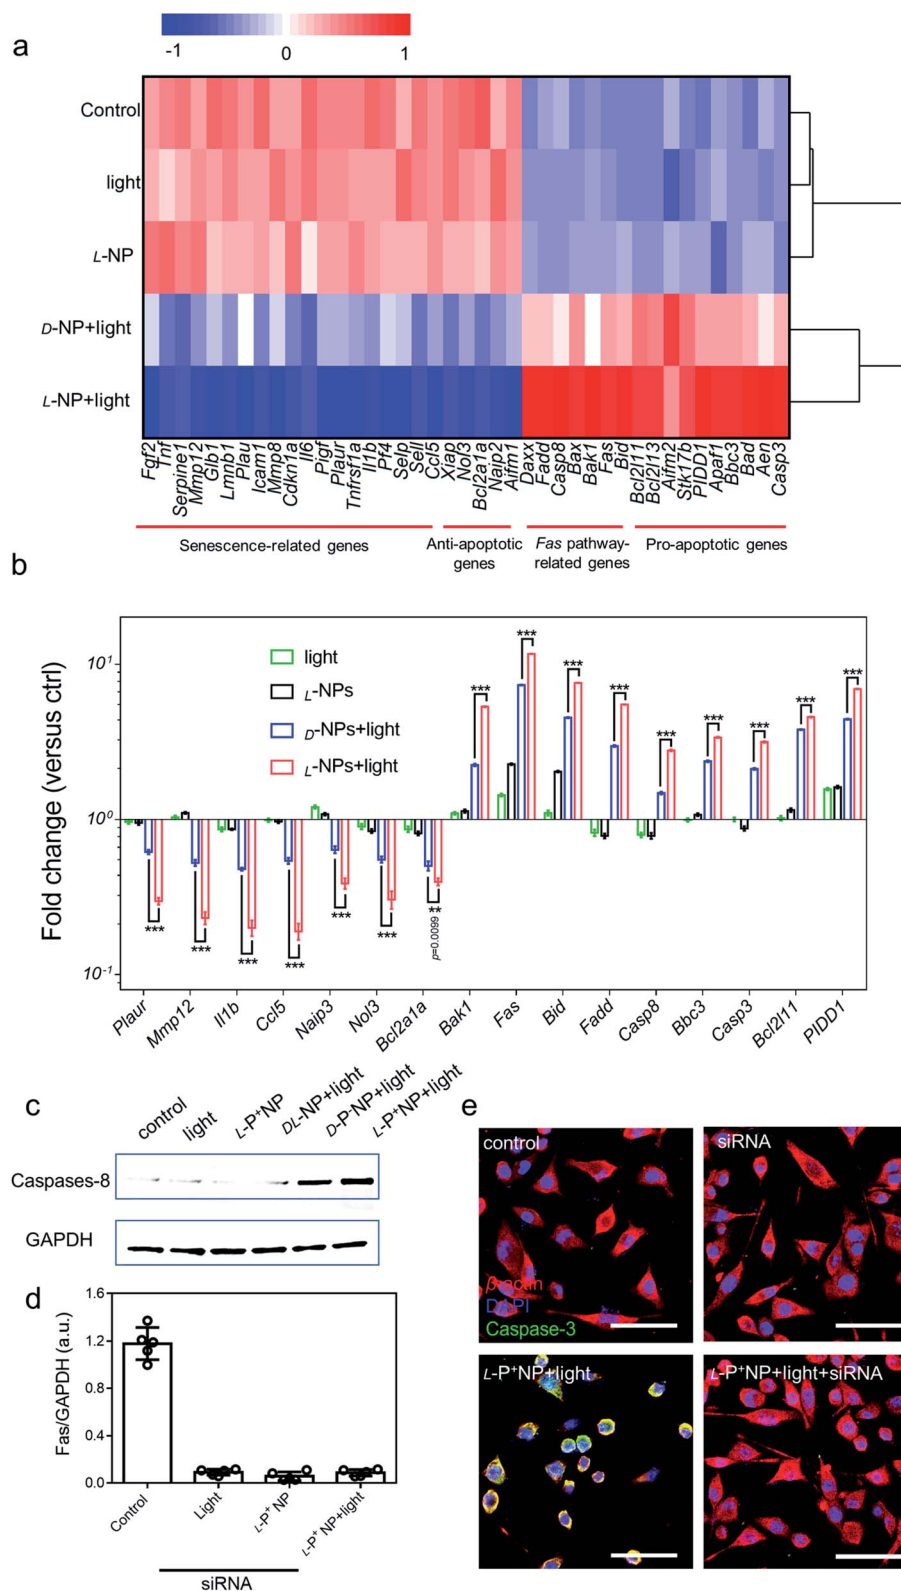 a
-1 0 1
Control
light
L-NP
D-NP+light
L-NP+light
Fgf2 Tnf Serpine1 Mmp12 Glb1 Lmnb1 Plau Icam1 Mmp8 Cdkn1a Il6 Pigf Plaur Tnfrsf1a Il1b Pf4 Selp Sell Ccl5 Xiap Nol3 Bcl2a1a Naip2 Aifm1 Daxx Fadd Casp8 Bax Bak1 Fas Bid Bcl2l11 Bcl2l13 Aifm2 Stk17b PIDD1 Apaf1 Bbc3 Bad Aen Casp3
Senescence-related genes
Anti-apoptotic
genes
Fas pathway-
related genes
Pro-apoptotic genes
b
Fold change (versus ctrl)
10¹
10⁰
10⁻¹
light
L-NPs
D-NPs+light
L-NPs+light
*** *** *** *** *** *** ** *** *** *** *** *** *** *** *** ***
p=0.0099
Plaur Mmp12 Il1b Ccl5 Naip3 Nol3 Bcl2a1a Bak1 Fas Bid Fadd Casp8 Bbc3 Casp3 Bcl2l11 PIDD1
c
control light L-P⁺NP DL-NP+light D-P⁻NP+light L-P⁺NP+light
Caspases-8
GAPDH
d
Fas/GAPDH (a.u.)
1.6
1.2
0.8
0.4
0.0
Control Light L-P⁺ NP L-P⁺ NP+light
siRNA
e
control
β-actin
DAPI
Caspase-3
siRNA
L-P⁺NP+light
L-P⁺NP+light+siRNA